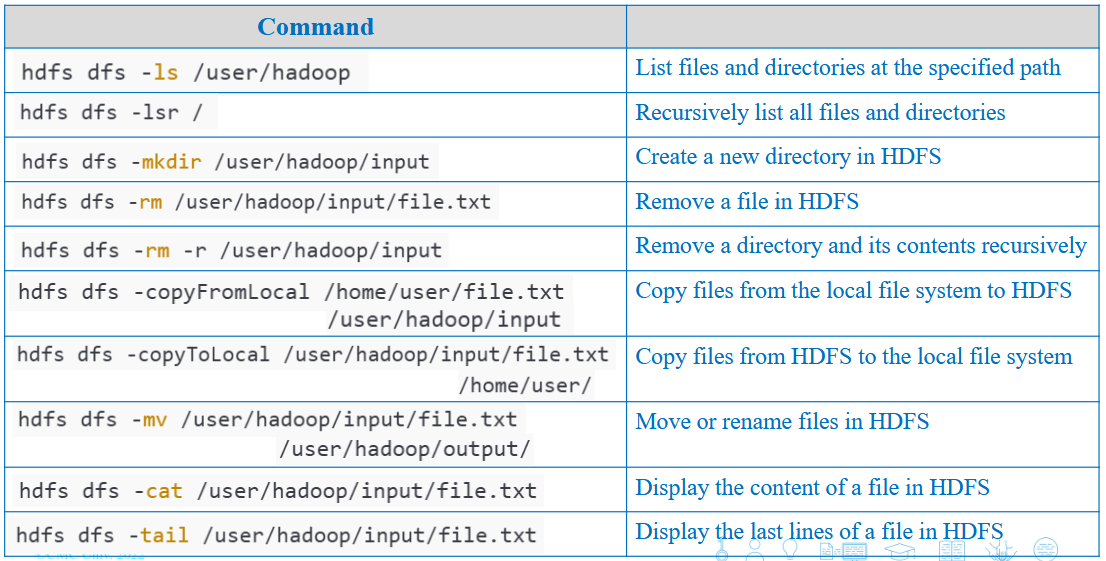 Command
hdfs dfs -ls /user/hadoop
List files and directories at the specified path
hdfs dfs -lsr /
Recursively list all files and directories
hdfs dfs -mkdir /user/hadoop/input
Create a new directory in HDFS
hdfs dfs -rm /user/hadoop/input/file.txt
Remove a file in HDFS
hdfs dfs -rm -r /user/hadoop/input
Remove a directory and its contents recursively
hdfs dfs -copyFromLocal /home/user/file.txt
/user/hadoop/input
Copy files from the local file system to HDFS
hdfs dfs -copyToLocal /user/hadoop/input/file.txt
/home/user/
Copy files from HDFS to the local file system
hdfs dfs -mv /user/hadoop/input/file.txt
/user/hadoop/output/
Move or rename files in HDFS
hdfs dfs -cat /user/hadoop/input/file.txt
Display the content of a file in HDFS
hdfs dfs -tail /user/hadoop/input/file.txt
Display the last lines of a file in HDFS